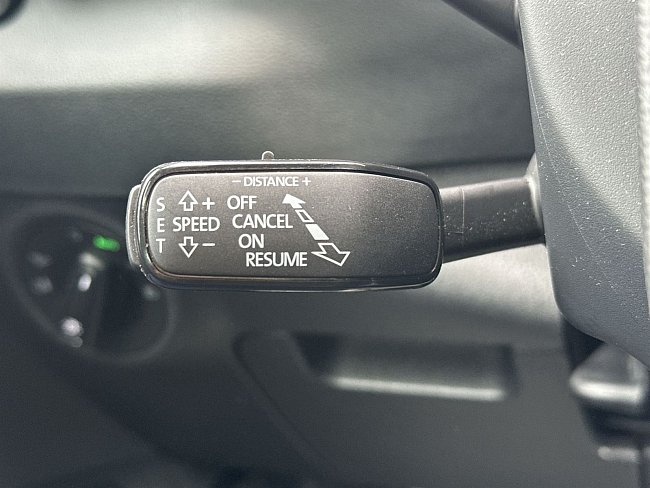 - DISTANCE +
S + OFF
E SPEED CANCEL
T - ON
RESUME